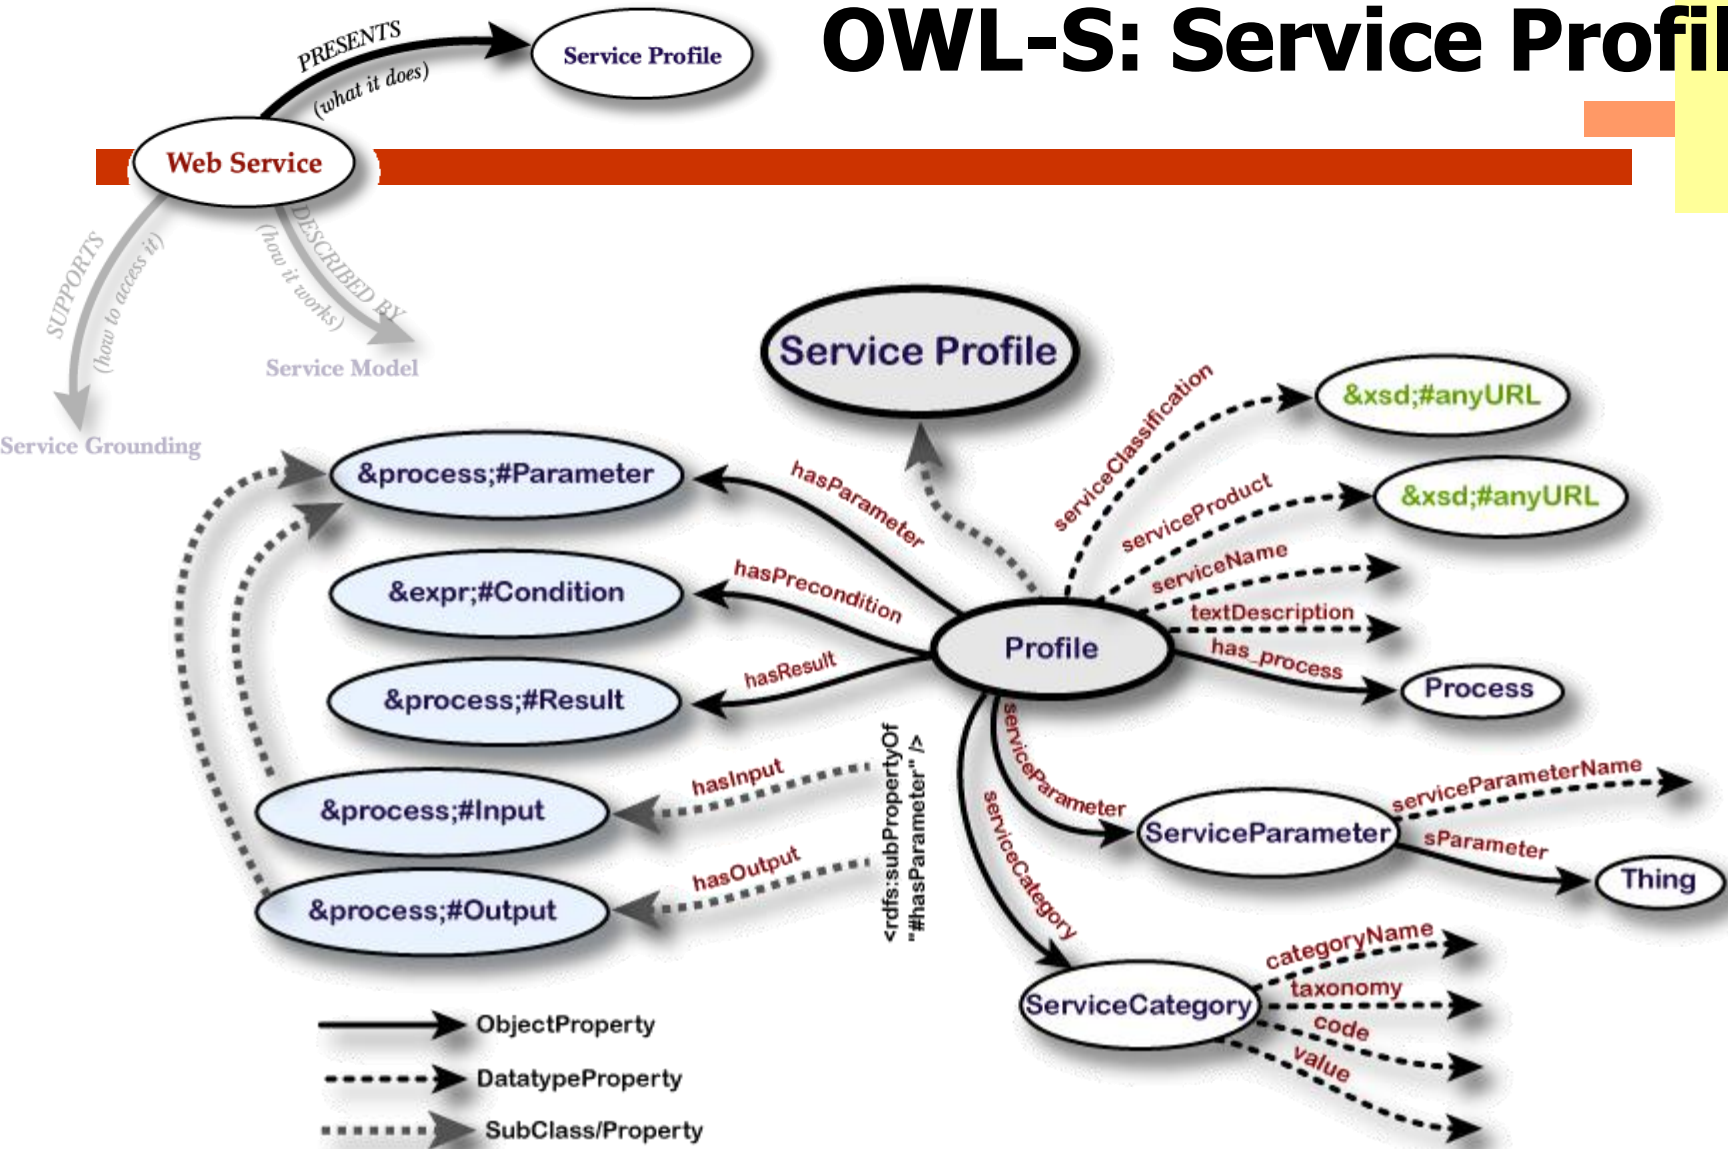 OWL-S: Service Profil
PRESENTS
(what it does)
Service Profile
Web Service
SUPPORTS
(how to access it)
DESCRIBED BY
(how it works)
Service Model
Service Grounding
Service Profile
serviceClassification
&xsd;#anyURL
&process;#Parameter
hasParameter
serviceProduct
&xsd;#anyURL
&expr;#Condition
hasPrecondition
serviceName
textDescription
Profile
has_process
Process
&process;#Result
hasResult
<rdfs:subPropertyOf
"#hasParameter" />
serviceParameter
serviceCategory
&process;#Input
hasInput
ServiceParameter
serviceParameterName
sParameter
Thing
&process;#Output
hasOutput
ServiceCategory
categoryName
taxonomy
code
value
ObjectProperty
DatatypeProperty
SubClass/Property